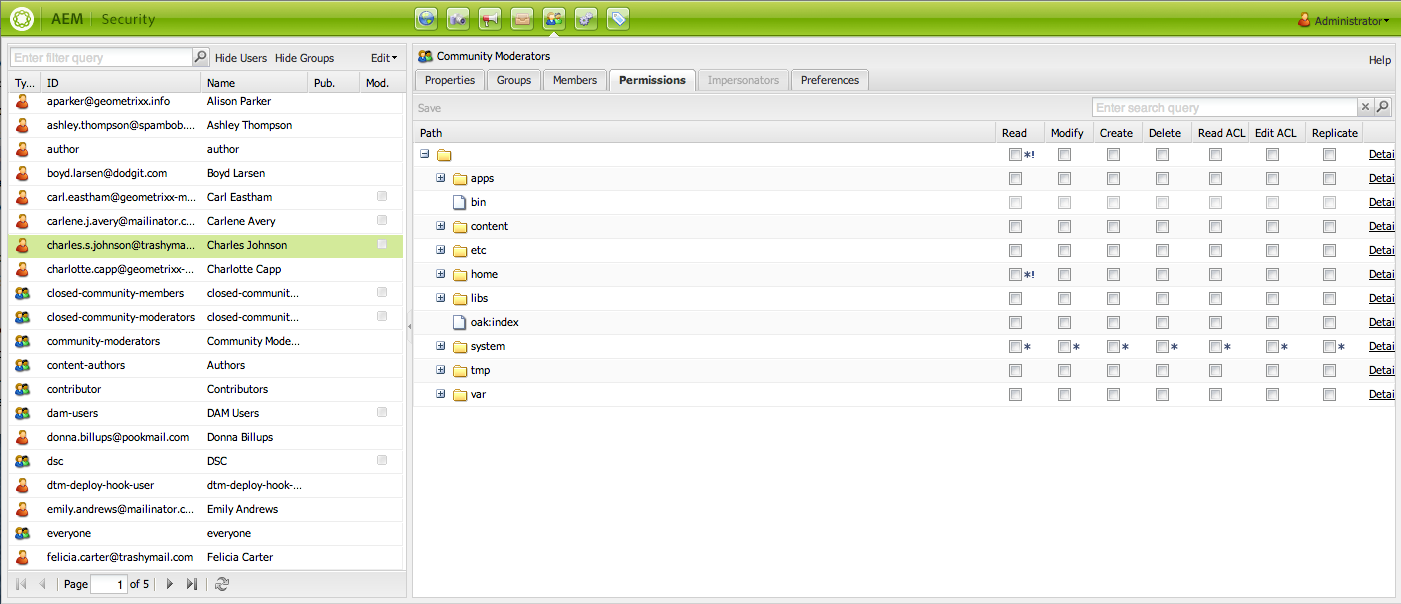 AEM Security Administrator
Enter filter query Hide Users Hide Groups Edit
Ty... ID Name Pub. Mod.
aparker@geometrixx.info Alison Parker
ashley.thompson@spambob.... Ashley Thompson
author author
boyd.larsen@dodgit.com Boyd Larsen
carl.eastham@geometrixx-m... Carl Eastham
carlene.j.avery@mailinator.c... Carlene Avery
charles.s.johnson@trashyma... Charles Johnson
charlotte.capp@geometrixx-... Charlotte Capp
closed-community-members closed-communit...
closed-community-moderators closed-communit...
community-moderators Community Mode...
content-authors Authors
contributor Contributors
dam-users DAM Users
donna.billups@pookmail.com Donna Billups
dsc DSC
dtm-deploy-hook-user dtm-deploy-hook-...
emily.andrews@mailinator.c... Emily Andrews
everyone everyone
felicia.carter@trashymail.com Felicia Carter
Page 1 of 5
Community Moderators Help
Properties Groups Members Permissions Impersonators Preferences
Save Enter search query
Path Read Modify Create Delete Read ACL Edit ACL Replicate
*! Detai
apps Detai
bin Detai
content Detai
etc Detai
home *! Detai
libs Detai
oak:index Detai
system * * * * * * * Detai
tmp Detai
var Detai